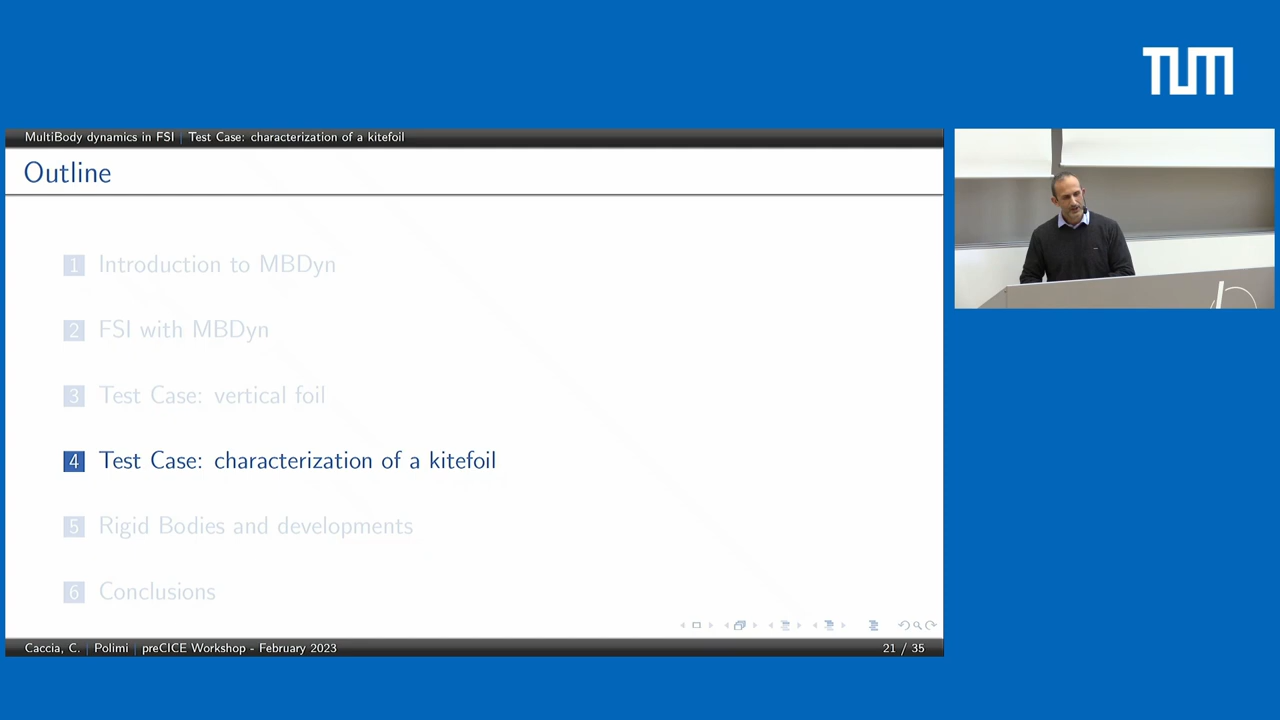 TUM
MultiBody dynamics in FSI | Test Case: characterization of a kitefoil
Outline
1 Introduction to MBDyn
2 FSI with MBDyn
3 Test Case: vertical foil
4 Test Case: characterization of a kitefoil
5 Rigid Bodies and developments
6 Conclusions
Caccia, C. | Polimi | preCICE Workshop - February 2023 21 / 35